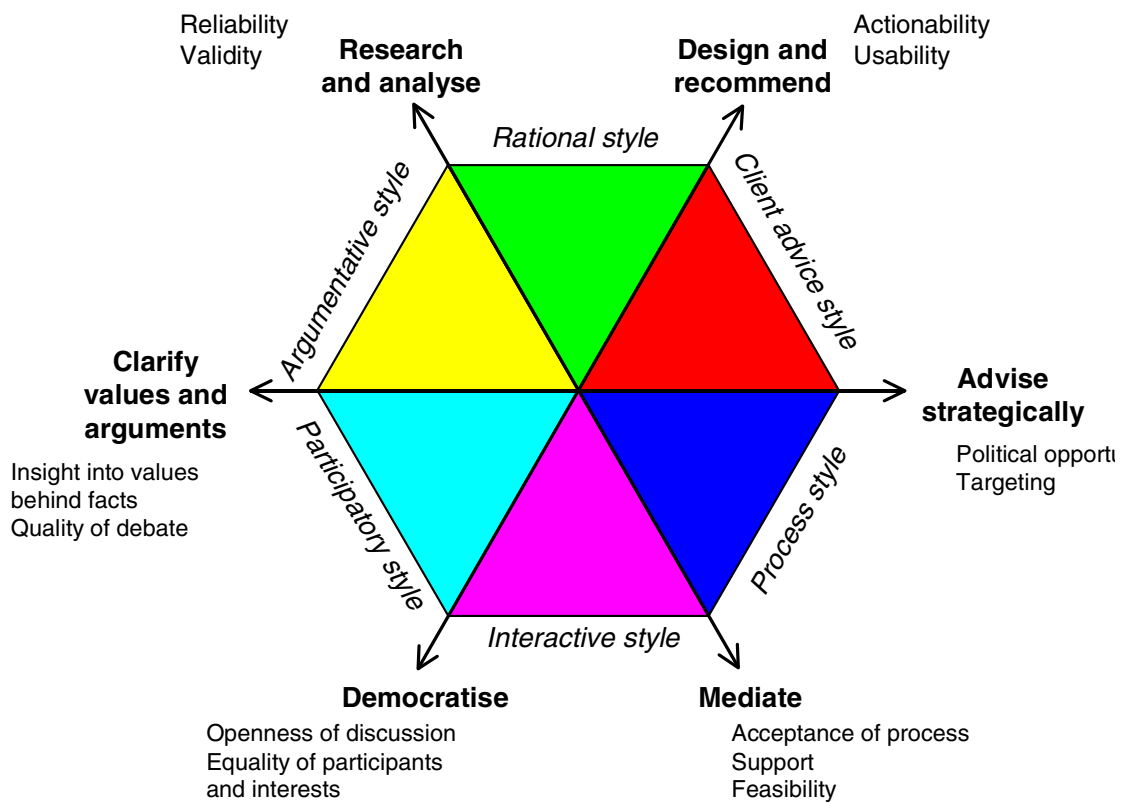 Reliability
Validity
Research
and analyse
Design and
recommend
Actionability
Usability
Rational style
Argumentative style
Client advice style
Clarify
values and
arguments
Insight into values
behind facts
Quality of debate
Advise
strategically
Political opportu
Targeting
Participatory style
Process style
Interactive style
Democratise
Openness of discussion
Equality of participants
and interests
Mediate
Acceptance of process
Support
Feasibility